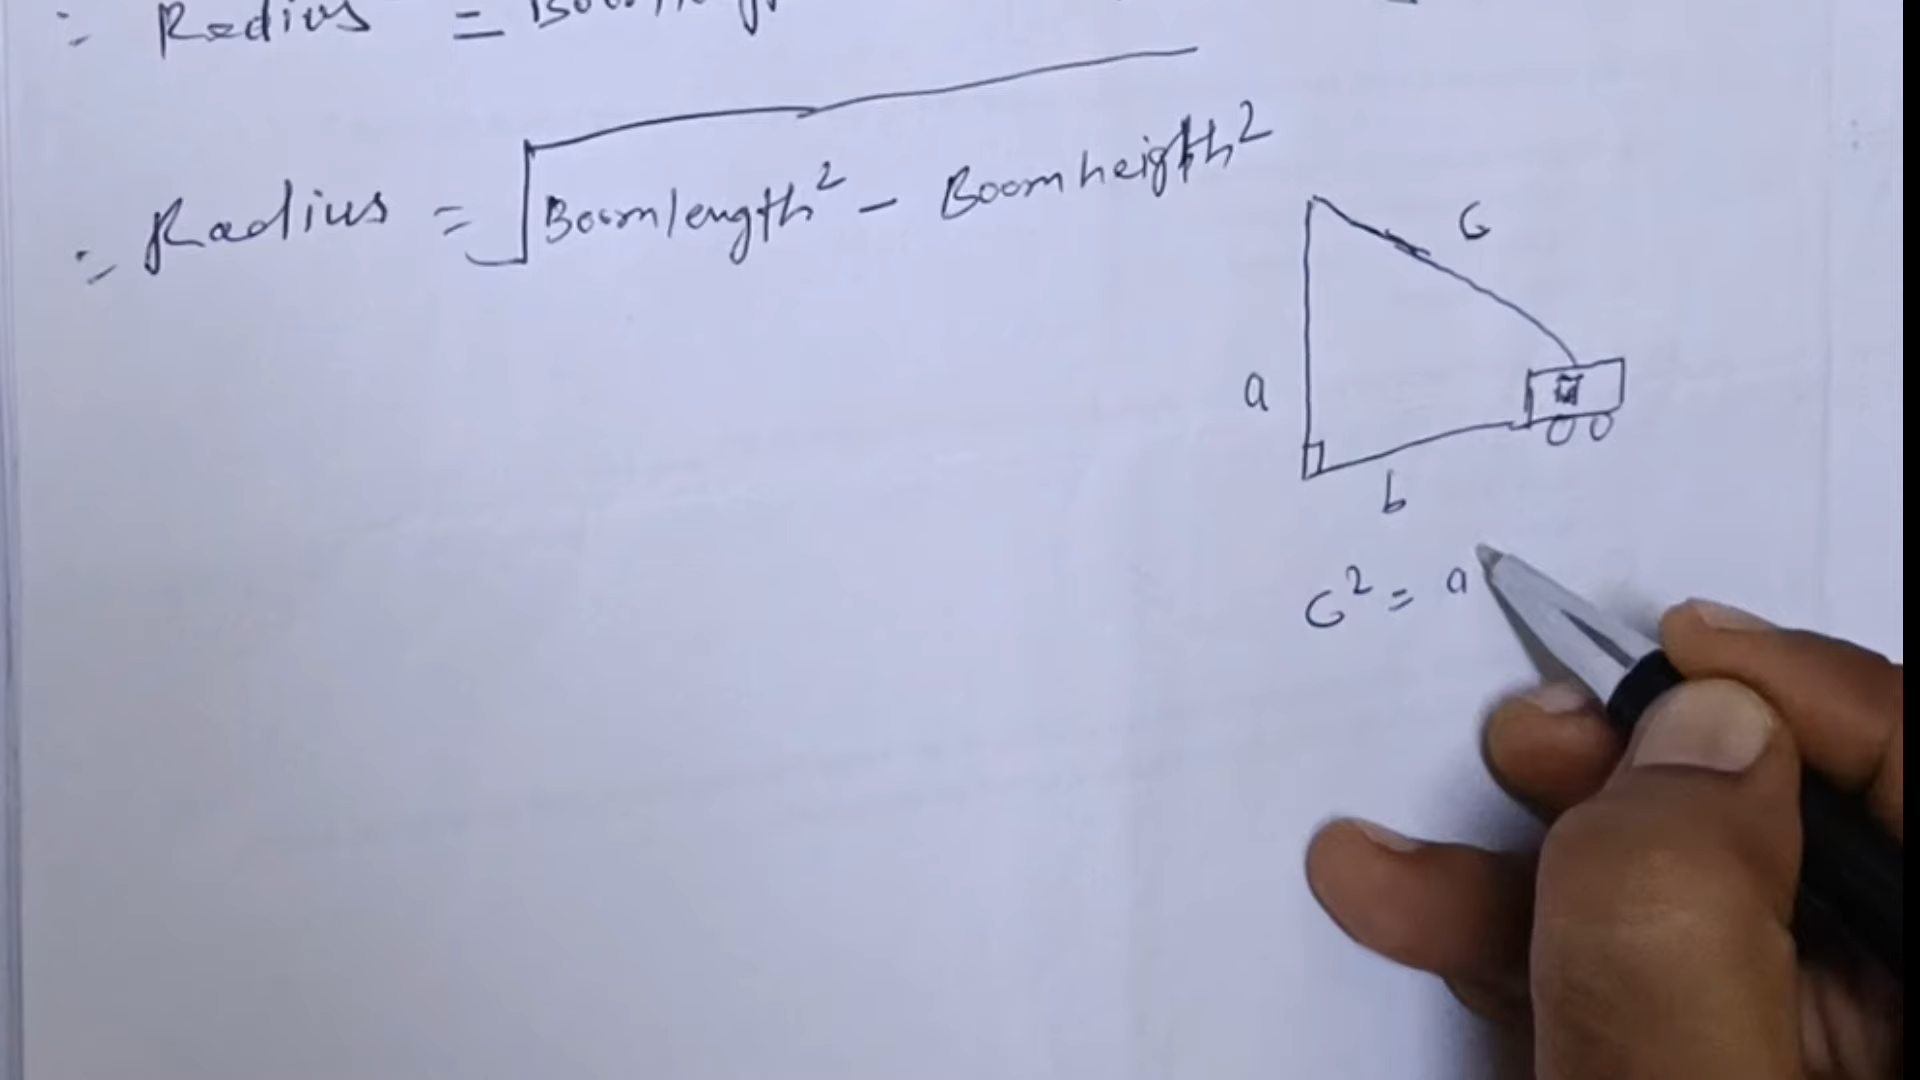 ∴ Radius =
∴ Radius = √Boomlength² - Boomheigth²
c
a
b
c² = a